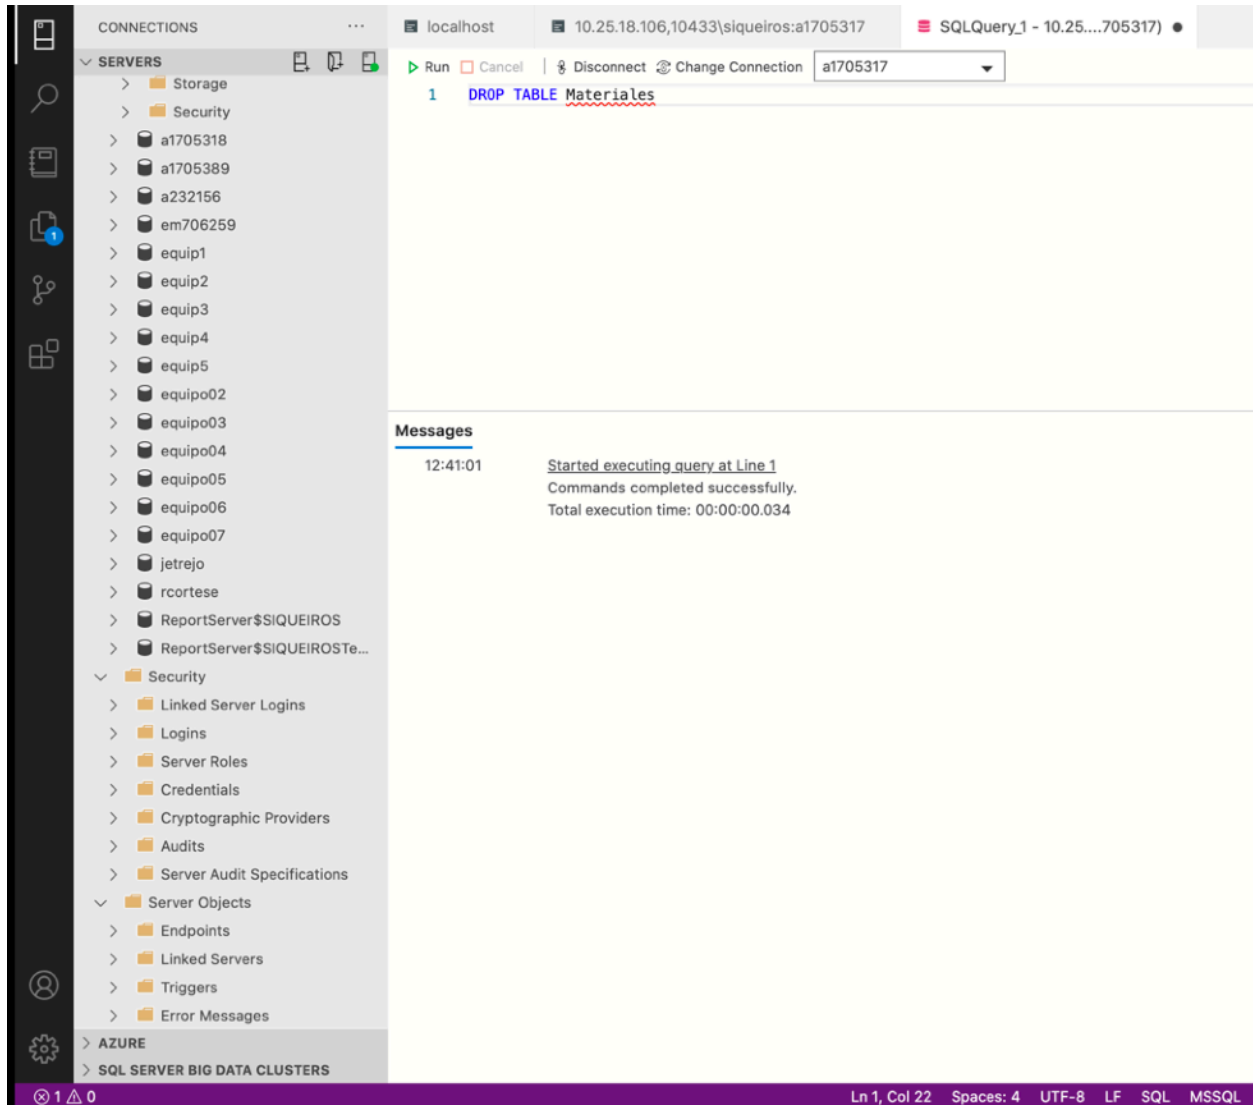 CONNECTIONS ···
SERVERS
Storage
Security
a1705318
a1705389
a232156
em706259
equip1
equip2
equip3
equip4
equip5
equipo02
equipo03
equipo04
equipo05
equipo06
equipo07
jetrejo
rcortese
ReportServer$SIQUEIROS
ReportServer$SIQUEIROSTe...
Security
Linked Server Logins
Logins
Server Roles
Credentials
Cryptographic Providers
Audits
Server Audit Specifications
Server Objects
Endpoints
Linked Servers
Triggers
Error Messages
AZURE
SQL SERVER BIG DATA CLUSTERS
1
localhost 10.25.18.106,10433\siqueiros:a1705317 SQLQuery_1 - 10.25....705317) ●
Run Cancel | Disconnect Change Connection a1705317
1 DROP TABLE Materiales
Messages
12:41:01 Started executing query at Line 1
Commands completed successfully.
Total execution time: 00:00:00.034
1 0 Ln 1, Col 22 Spaces: 4 UTF-8 LF SQL MSSQL